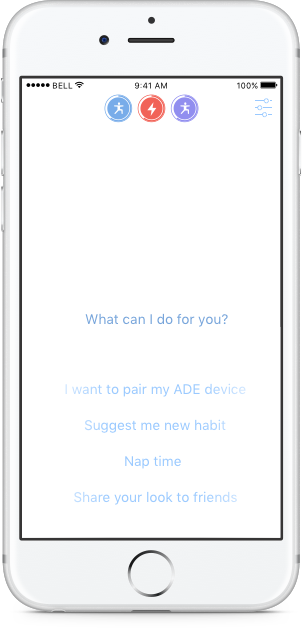 BELL 9:41 AM 100%
What can I do for you?
I want to pair my ADE device
Suggest me new habit
Nap time
Share your look to friends